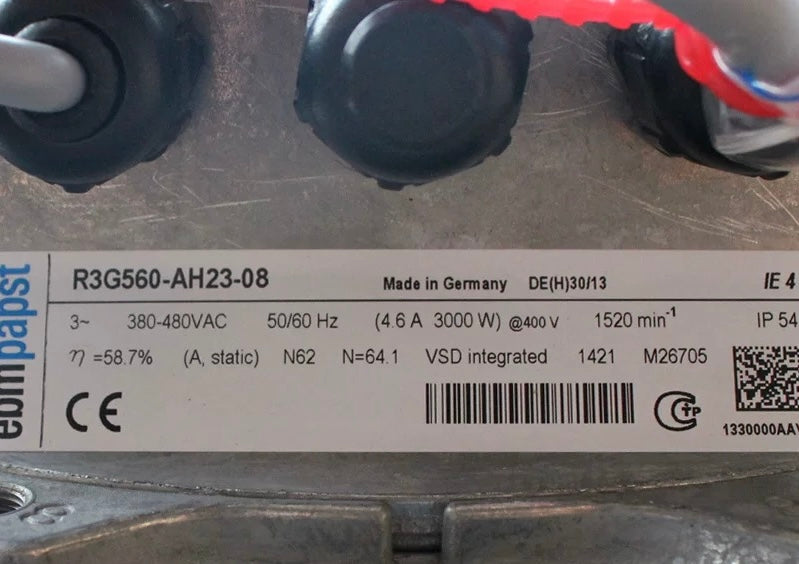 ebmpapst
R3G560-AH23-08 Made in Germany DE(H)30/13 IE 4
3~ 380-480VAC 50/60 Hz (4.6 A 3000 W) @400 V 1520 min⁻¹ IP 54
η =58.7% (A, static) N62 N=64.1 VSD integrated 1421 M26705
CE
1330000AA